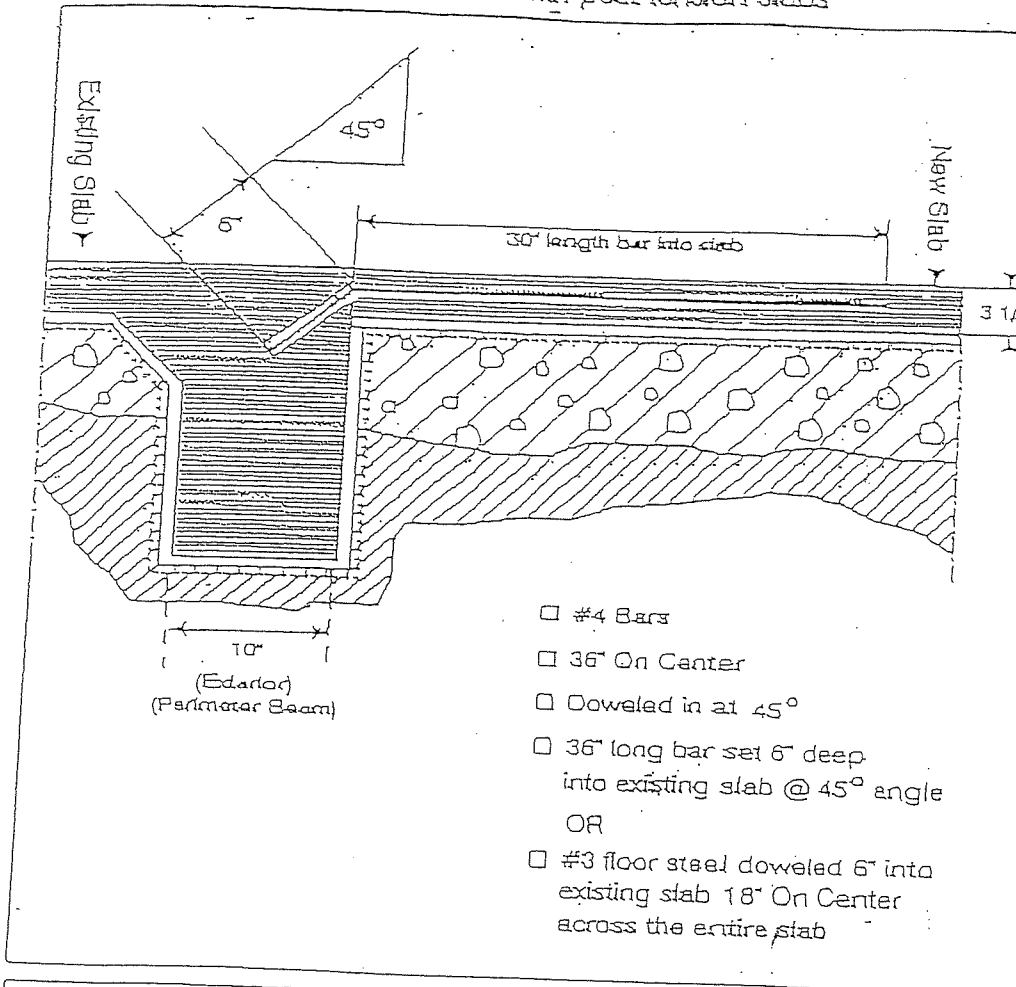 45°
Existing Slab
6"
New Slab
30" length bar into slab
3 1/
10"
(Exterior)
(Perimeter Beam)
□ #4 Bars
□ 36" On Center
□ Doweled in at 45°
□ 36" long bar set 6" deep
into existing slab @ 45° angle
OR
□ #3 floor steel doweled 6" into
existing slab 18" On Center
across the entire slab